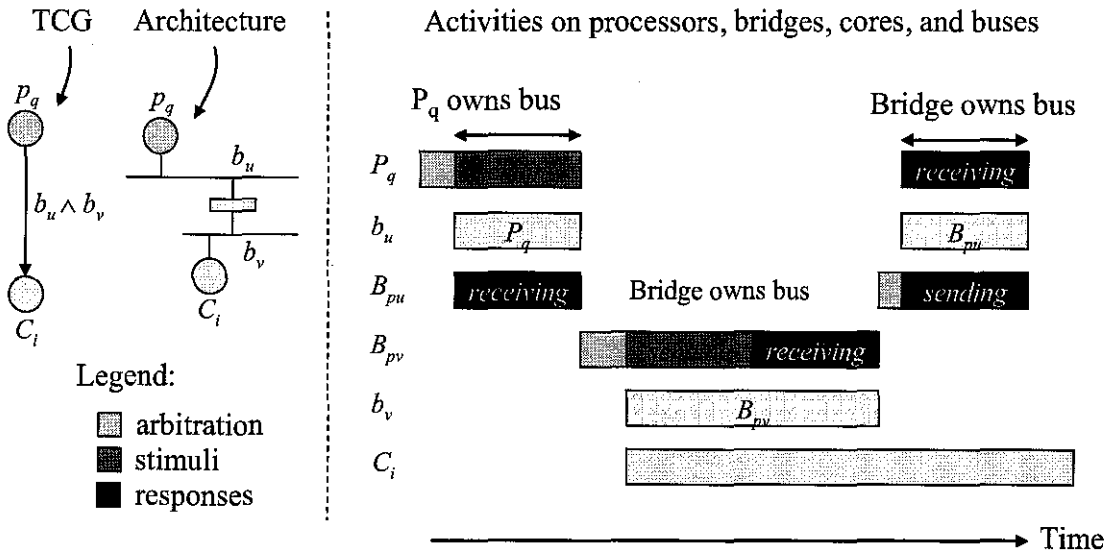 TCG Architecture
p_q
p_q
b_u
b_u ∧ b_v
b_v
C_i
C_i
Legend:
arbitration
stimuli
responses
Activities on processors, bridges, cores, and buses
P_q owns bus
Bridge owns bus
P_q receiving
b_u P_q B_pu
B_pu receiving Bridge owns bus sending
B_pv receiving
b_v B_pv
C_i
Time